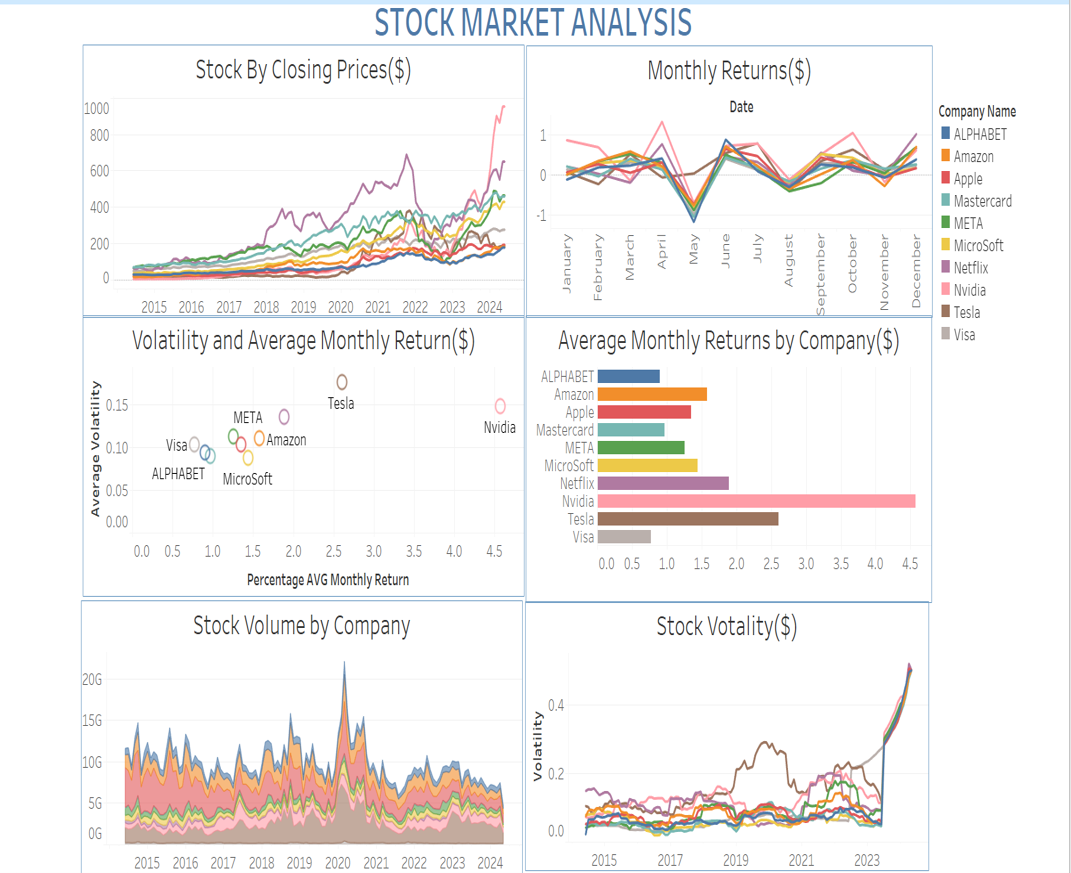 STOCK MARKET ANALYSIS
Stock By Closing Prices($)
1000
800
600
400
200
0
2015 2016 2017 2018 2019 2020 2021 2022 2023 2024
Monthly Returns($)
Date
1
0
-1
January February March April May June July August September October November December
Company Name
ALPHABET
Amazon
Apple
Mastercard
META
MicroSoft
Netflix
Nvidia
Tesla
Visa
Volatility and Average Monthly Return($)
Average Volatility
0.15
0.10
0.05
0.00
Tesla
Nvidia
META
Amazon
Visa
ALPHABET
MicroSoft
0.0 0.5 1.0 1.5 2.0 2.5 3.0 3.5 4.0 4.5
Percentage AVG Monthly Return
Average Monthly Returns by Company($)
ALPHABET
Amazon
Apple
Mastercard
META
MicroSoft
Netflix
Nvidia
Tesla
Visa
0.0 0.5 1.0 1.5 2.0 2.5 3.0 3.5 4.0 4.5
Stock Volume by Company
20G
15G
10G
5G
0G
2015 2016 2017 2018 2019 2020 2021 2022 2023 2024
Stock Votality($)
Volatility
0.4
0.2
0.0
2015 2017 2019 2021 2023